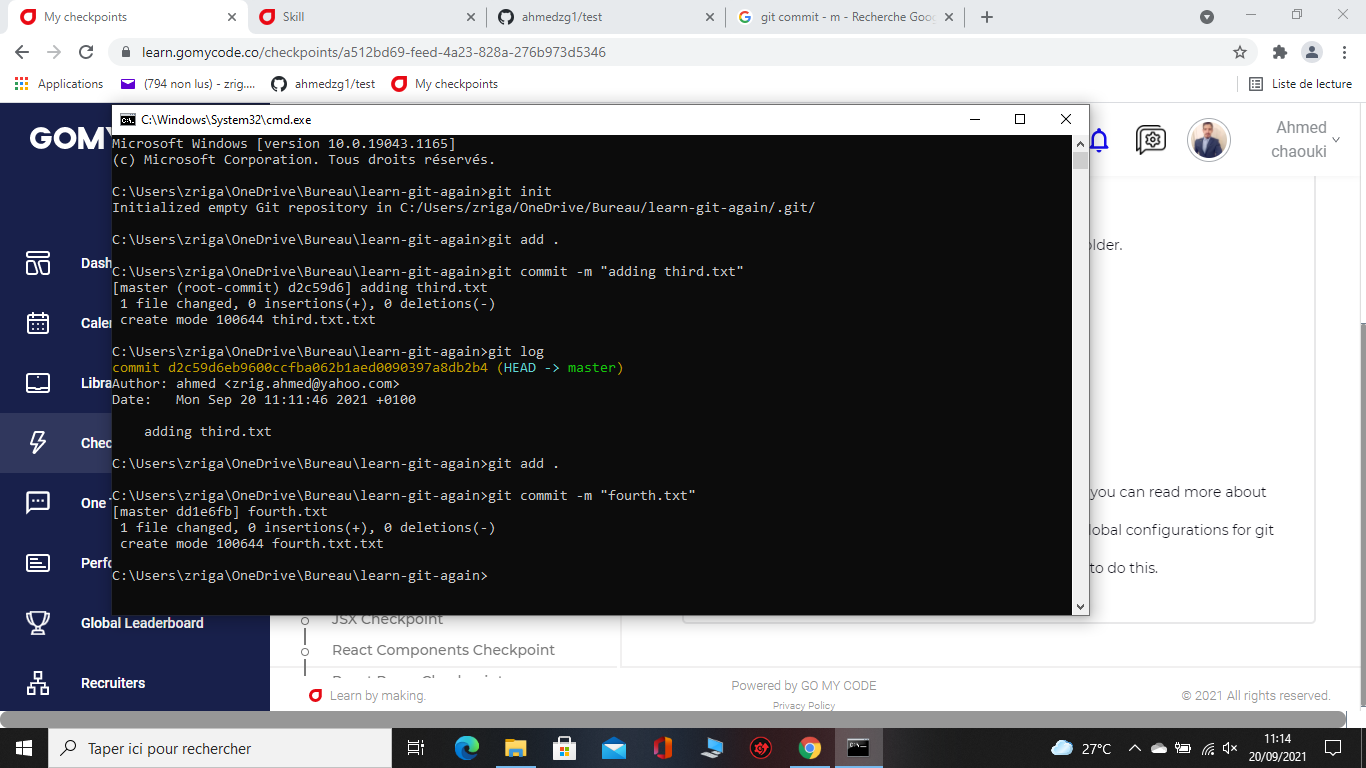 My checkpoints
Skill
ahmedzg1/test
git commit - m - Recherche Goo
learn.gomycode.co/checkpoints/a512bd69-feed-4a23-828a-276b973d5346
Applications
(794 non lus) - zrig....
ahmedzg1/test
My checkpoints
Liste de lecture
C:\Windows\System32\cmd.exe
GOMY
Ahmed
chaouki
Microsoft Windows [version 10.0.19043.1165]
(c) Microsoft Corporation. Tous droits réservés.
C:\Users\zriga\OneDrive\Bureau\learn-git-again>git init
Initialized empty Git repository in C:/Users/zriga/OneDrive/Bureau/learn-git-again/.git/
C:\Users\zriga\OneDrive\Bureau\learn-git-again>git add .
C:\Users\zriga\OneDrive\Bureau\learn-git-again>git commit -m "adding third.txt"
[master (root-commit) d2c59d6] adding third.txt
1 file changed, 0 insertions(+), 0 deletions(-)
create mode 100644 third.txt.txt
C:\Users\zriga\OneDrive\Bureau\learn-git-again>git log
commit d2c59d6eb9600ccfba062b1aed0090397a8db2b4 (HEAD -> master)
Author: ahmed <zrig.ahmed@yahoo.com>
Date:   Mon Sep 20 11:11:46 2021 +0100
adding third.txt
C:\Users\zriga\OneDrive\Bureau\learn-git-again>git add .
C:\Users\zriga\OneDrive\Bureau\learn-git-again>git commit -m "fourth.txt"
[master dd1e6fb] fourth.txt
1 file changed, 0 insertions(+), 0 deletions(-)
create mode 100644 fourth.txt.txt
C:\Users\zriga\OneDrive\Bureau\learn-git-again>
Dash
Caler
Libra
Chec
One
Perfo
Global Leaderboard
Recruiters
older.
you can read more about
lobal configurations for git
to do this.
JSX Checkpoint
React Components Checkpoint
Learn by making.
Powered by GO MY CODE
Privacy Policy
© 2021 All rights reserved.
Taper ici pour rechercher
27°C
11:14
20/09/2021